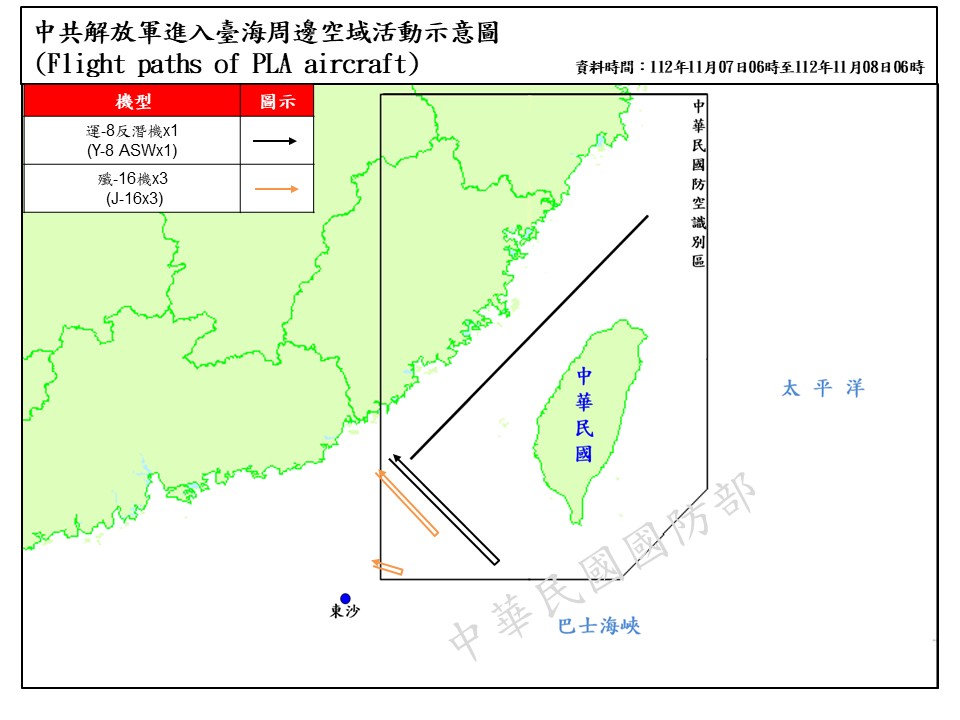 中共解放軍進入臺海周邊空域活動示意圖
(Flight paths of PLA aircraft)
資料時間：112年11月07日06時至112年11月08日06時
機型
圖示
運-8反潛機x1
(Y-8 ASWx1)
殲-16機x3
(J-16x3)
中華民國防空識別區
中華民國
太平洋
東沙
巴士海峽
中華民國國防部